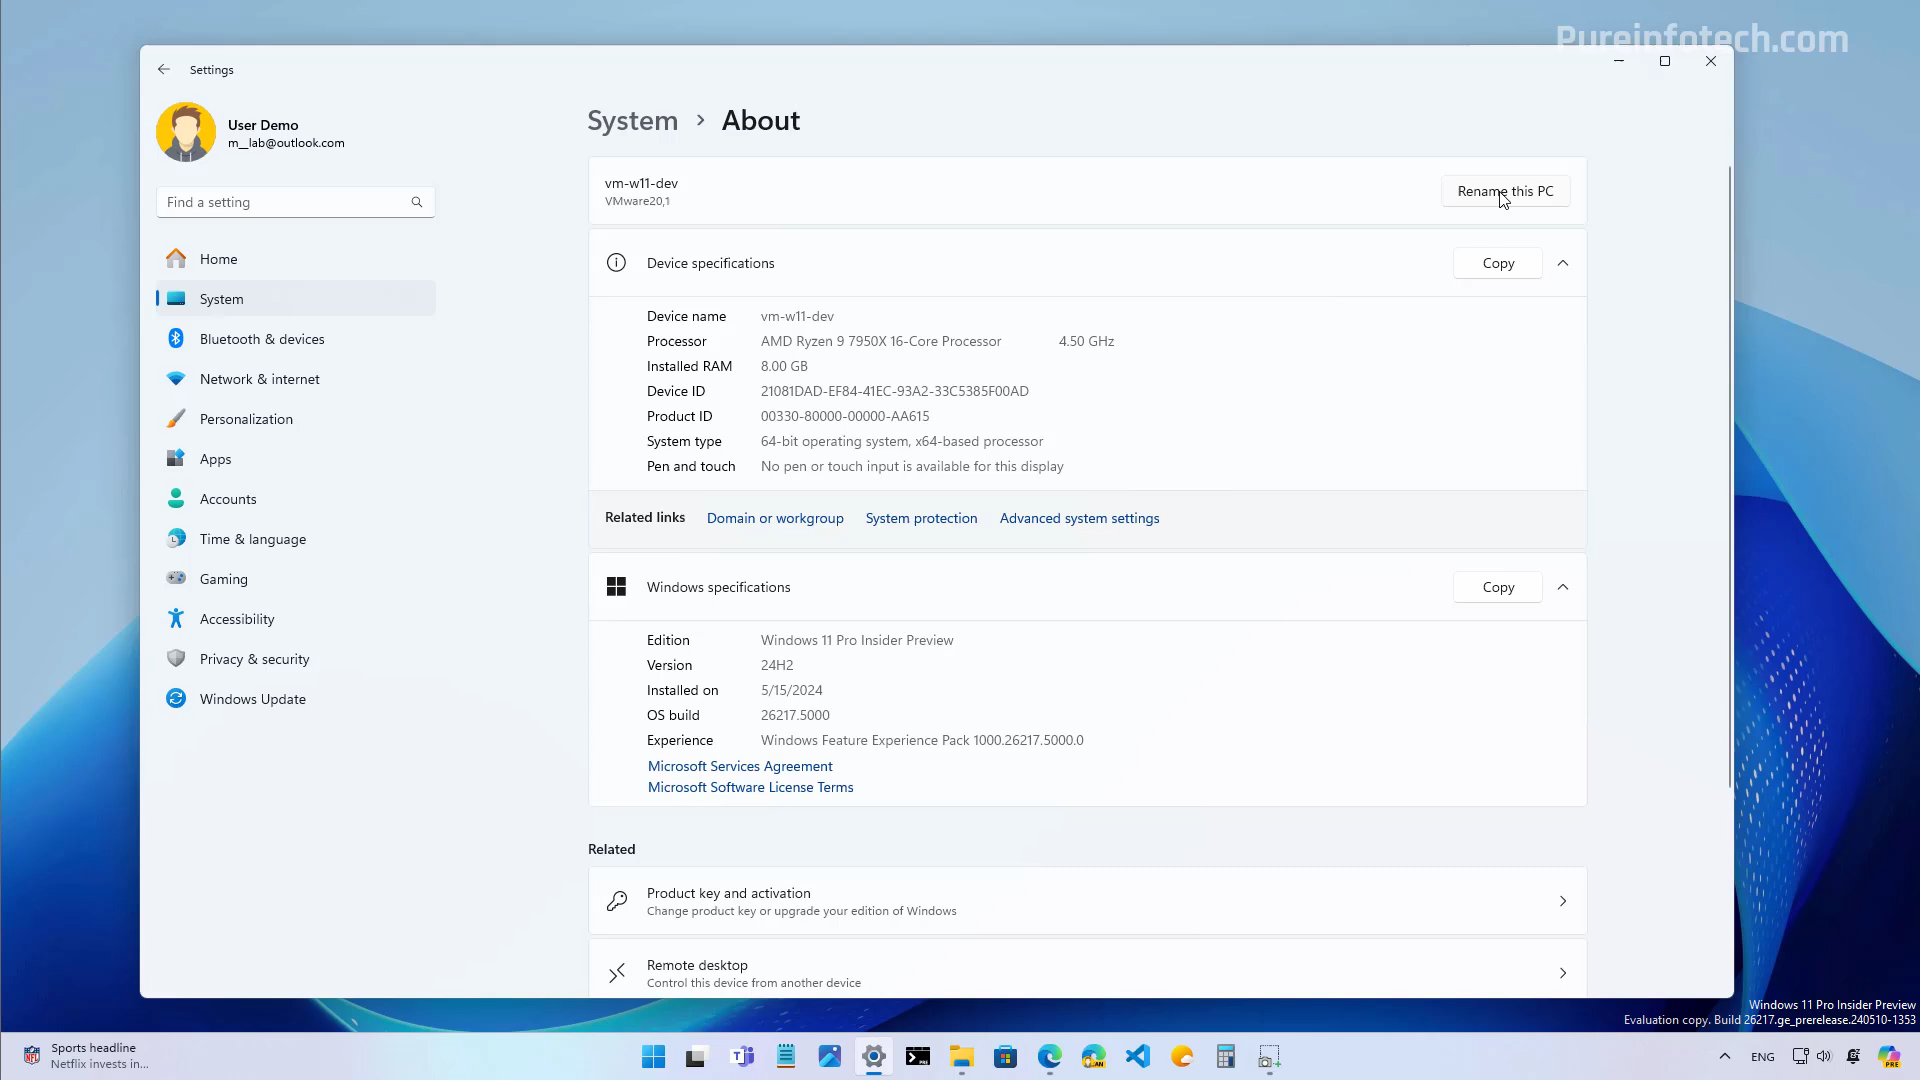 Pureinfotech.com
Settings
User Demo
m__lab@outlook.com
Find a setting
Home
System
Bluetooth & devices
Network & internet
Personalization
Apps
Accounts
Time & language
Gaming
Accessibility
Privacy & security
Windows Update
System > About
vm-w11-dev
VMware20,1
Rename this PC
Device specifications
Copy
Device name vm-w11-dev
Processor AMD Ryzen 9 7950X 16-Core Processor 4.50 GHz
Installed RAM 8.00 GB
Device ID 21081DAD-EF84-41EC-93A2-33C5385F00AD
Product ID 00330-80000-00000-AA615
System type 64-bit operating system, x64-based processor
Pen and touch No pen or touch input is available for this display
Related links Domain or workgroup System protection Advanced system settings
Windows specifications
Copy
Edition Windows 11 Pro Insider Preview
Version 24H2
Installed on 5/15/2024
OS build 26217.5000
Experience Windows Feature Experience Pack 1000.26217.5000.0
Microsoft Services Agreement
Microsoft Software License Terms
Related
Product key and activation
Change product key or upgrade your edition of Windows
Remote desktop
Control this device from another device
Windows 11 Pro Insider Preview
Evaluation copy. Build 26217.ge_prerelease.240510-1353
Sports headline
Netflix invests in...
ENG
PRE